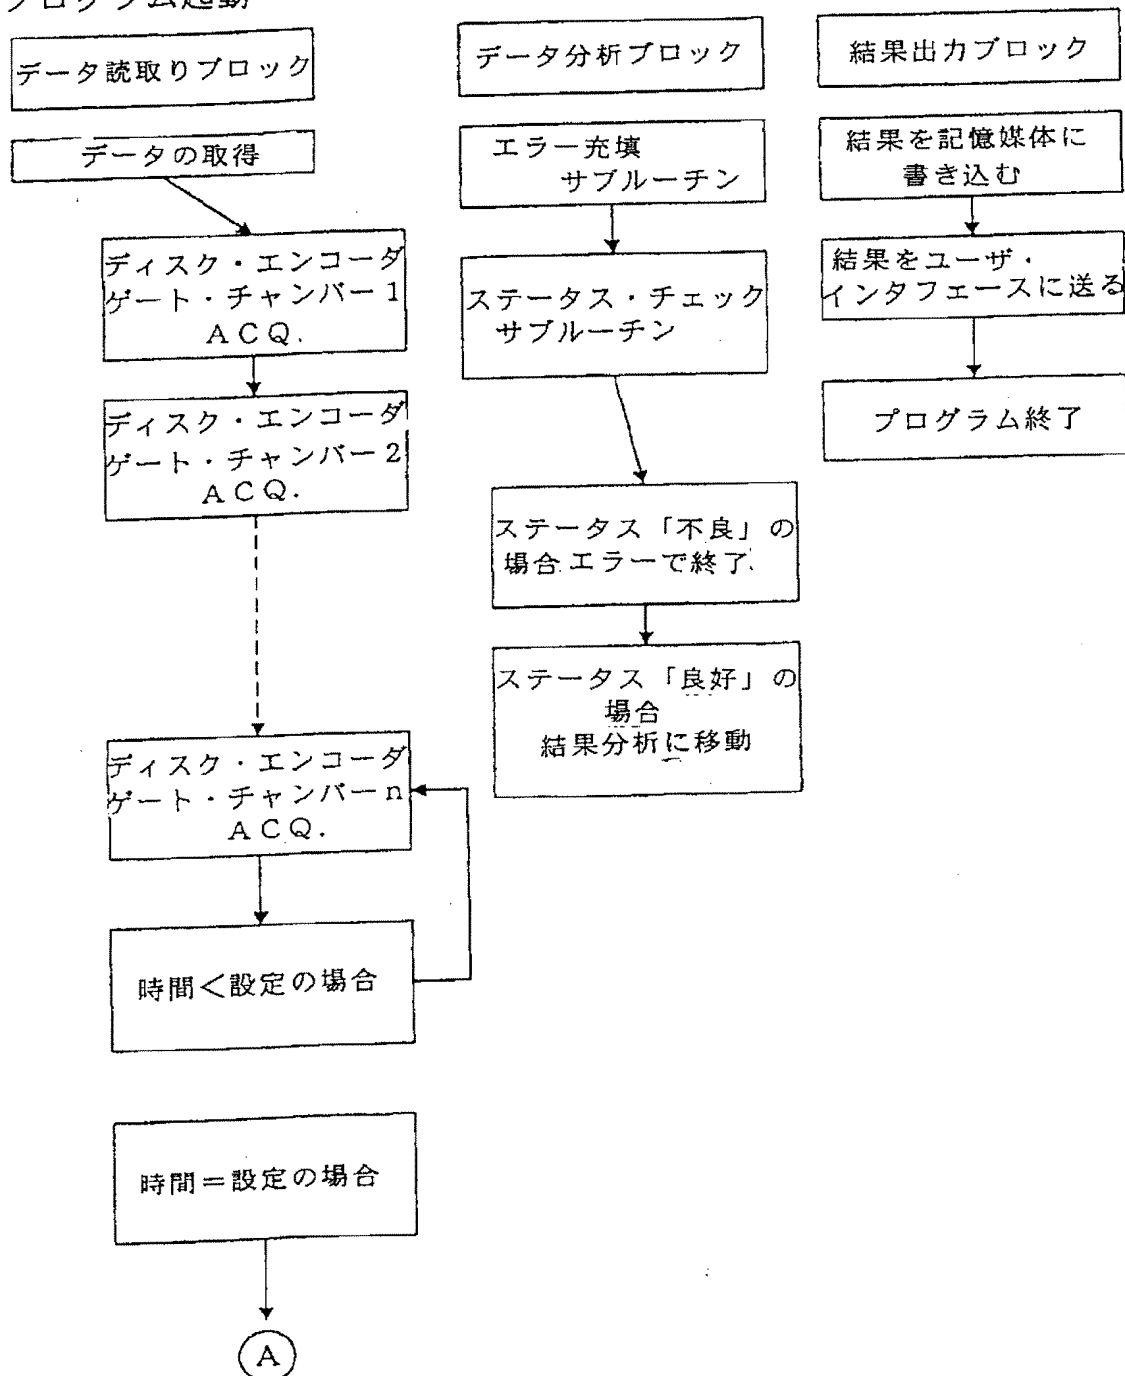 プログラム起動
データ読取りブロック
データの取得
ディスク・エンコーダ
ゲート・チャンバー1
ACQ.
ディスク・エンコーダ
ゲート・チャンバー2
ACQ.
ディスク・エンコーダ
ゲート・チャンバーn
ACQ.
時間<設定の場合
時間=設定の場合
A
データ分析ブロック
エラー充填
サブルーチン
ステータス・チェック
サブルーチン
ステータス「不良」の
場合エラーで終了
ステータス「良好」の
場合
結果分析に移動
結果出力ブロック
結果を記憶媒体に
書き込む
結果をユーザ・
インタフェースに送る
プログラム終了